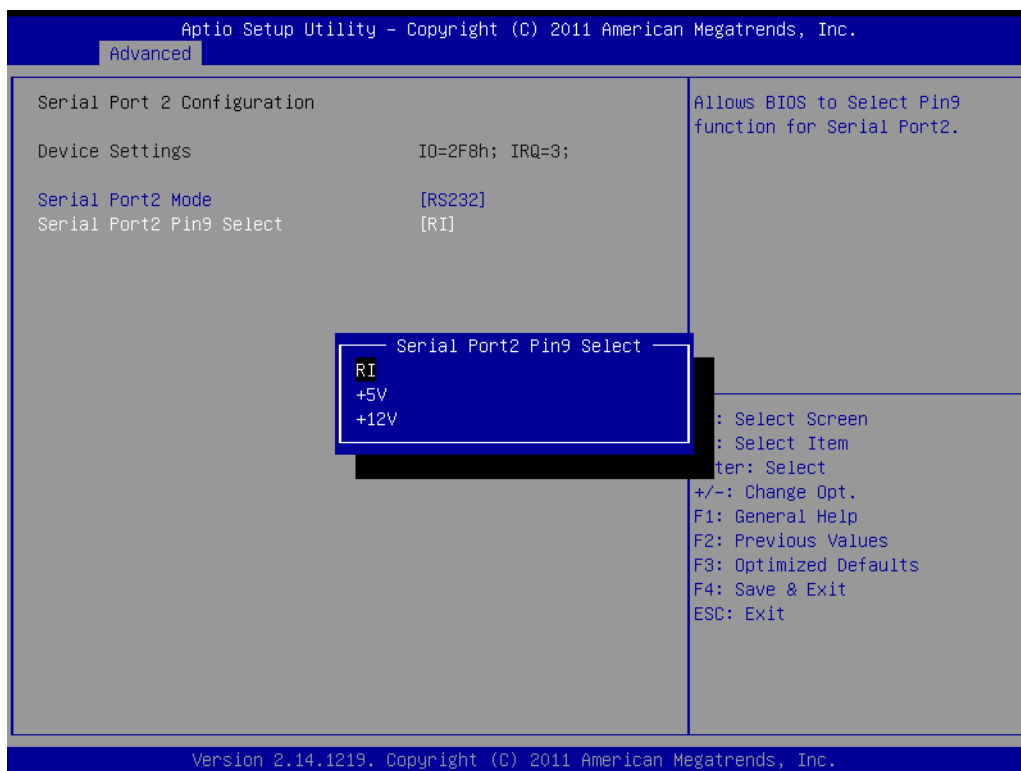 Aptio Setup Utility – Copyright (C) 2011 American Megatrends, Inc.
Advanced
Serial Port 2 Configuration
Device Settings IO=2F8h; IRQ=3;
Serial Port2 Mode [RS232]
Serial Port2 Pin9 Select [RI]
Serial Port2 Pin9 Select
RI
+5V
+12V
Allows BIOS to Select Pin9
function for Serial Port2.
: Select Screen
: Select Item
ter: Select
+/-: Change Opt.
F1: General Help
F2: Previous Values
F3: Optimized Defaults
F4: Save & Exit
ESC: Exit
Version 2.14.1219. Copyright (C) 2011 American Megatrends, Inc.